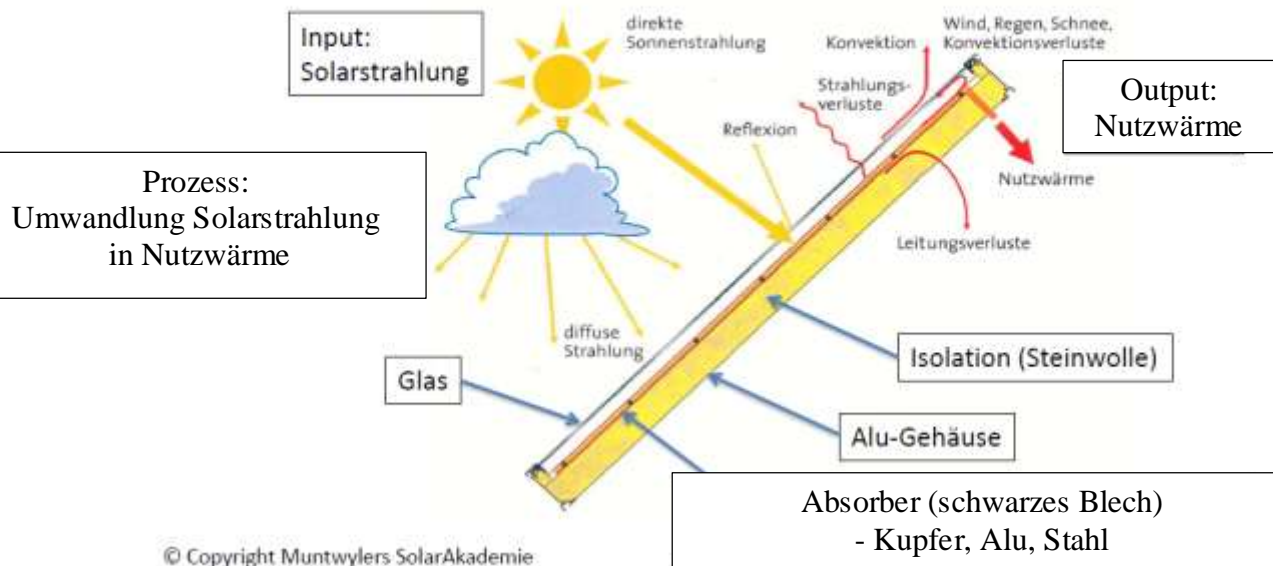 Input:
Solarstrahlung
direkte
Sonnenstrahlung
Konvektion
Wind, Regen, Schnee,
Konvektionsverluste
Strahlungs-
verluste
Reflexion
Output:
Nutzwärme
Prozess:
Umwandlung Solarstrahlung
in Nutzwärme
Nutzwärme
Leitungsverluste
diffuse
Strahlung
Isolation (Steinwolle)
Glas
Alu-Gehäuse
Absorber (schwarzes Blech)
- Kupfer, Alu, Stahl
© Copyright Muntwylers SolarAkademie